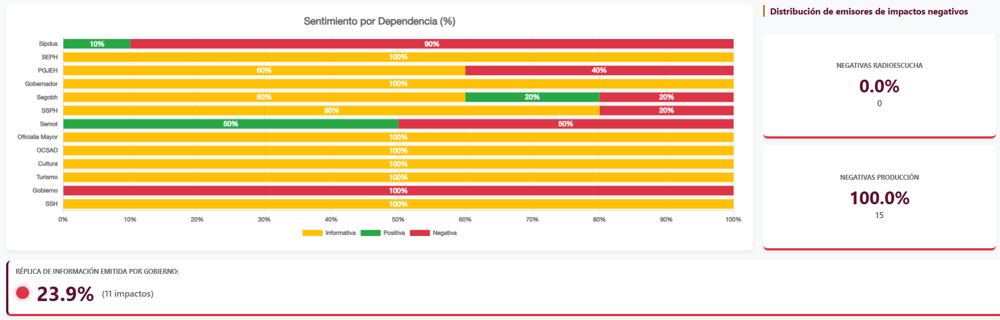 Sentimiento por Dependencia (%)
Sipdus 10% 90%
SEPH 100%
PGJEH 60% 40%
Gobernador 100%
Segobh 60% 20% 20%
SSPH 80% 20%
Semot 50% 50%
Oficialía Mayor 100%
OCSAD 100%
Cultura 100%
Turismo 100%
Gobierno 100%
SSH 100%
0% 10% 20% 30% 40% 50% 60% 70% 80% 90% 100%
Informativa Positiva Negativa
Distribución de emisores de impactos negativos
NEGATIVAS RADIOESCUCHA
0.0%
0
NEGATIVAS PRODUCCIÓN
100.0%
15
RÉPLICA DE INFORMACIÓN EMITIDA POR GOBIERNO:
23.9% (11 impactos)